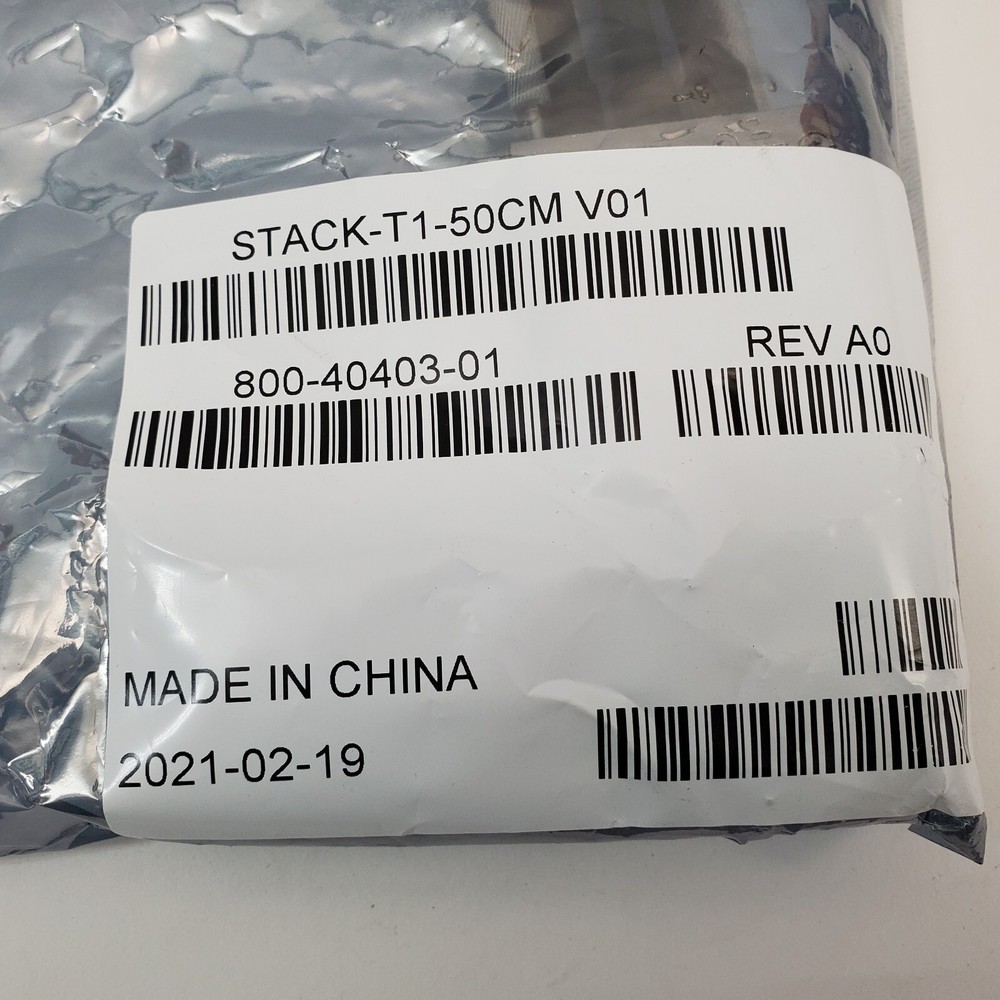 STACK-T1-50CM V01
800-40403-01
REV A0
MADE IN CHINA
2021-02-19